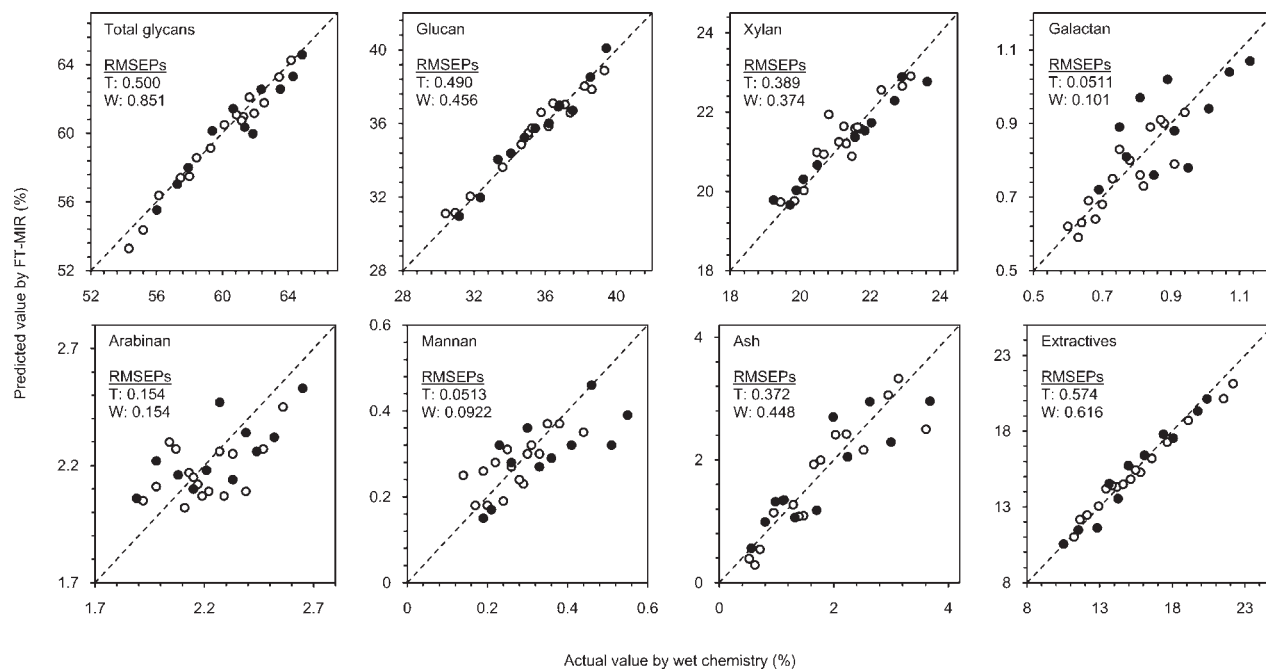 Predicted value by FT-MIR (%)
Total glycans
RMSEPs
T: 0.500
W: 0.851
64
60
56
52
52 56 60 64
Glucan
RMSEPs
T: 0.490
W: 0.456
40
36
32
28
28 32 36 40
Xylan
RMSEPs
T: 0.389
W: 0.374
24
22
20
18
18 20 22 24
Galactan
RMSEPs
T: 0.0511
W: 0.101
1.1
0.9
0.7
0.5
0.5 0.7 0.9 1.1
Arabinan
RMSEPs
T: 0.154
W: 0.154
2.7
2.2
1.7
1.7 2.2 2.7
Mannan
RMSEPs
T: 0.0513
W: 0.0922
0.6
0.4
0.2
0
0 0.2 0.4 0.6
Ash
RMSEPs
T: 0.372
W: 0.448
4
2
0
0 2 4
Extractives
RMSEPs
T: 0.574
W: 0.616
23
18
13
8
8 13 18 23
Actual value by wet chemistry (%)